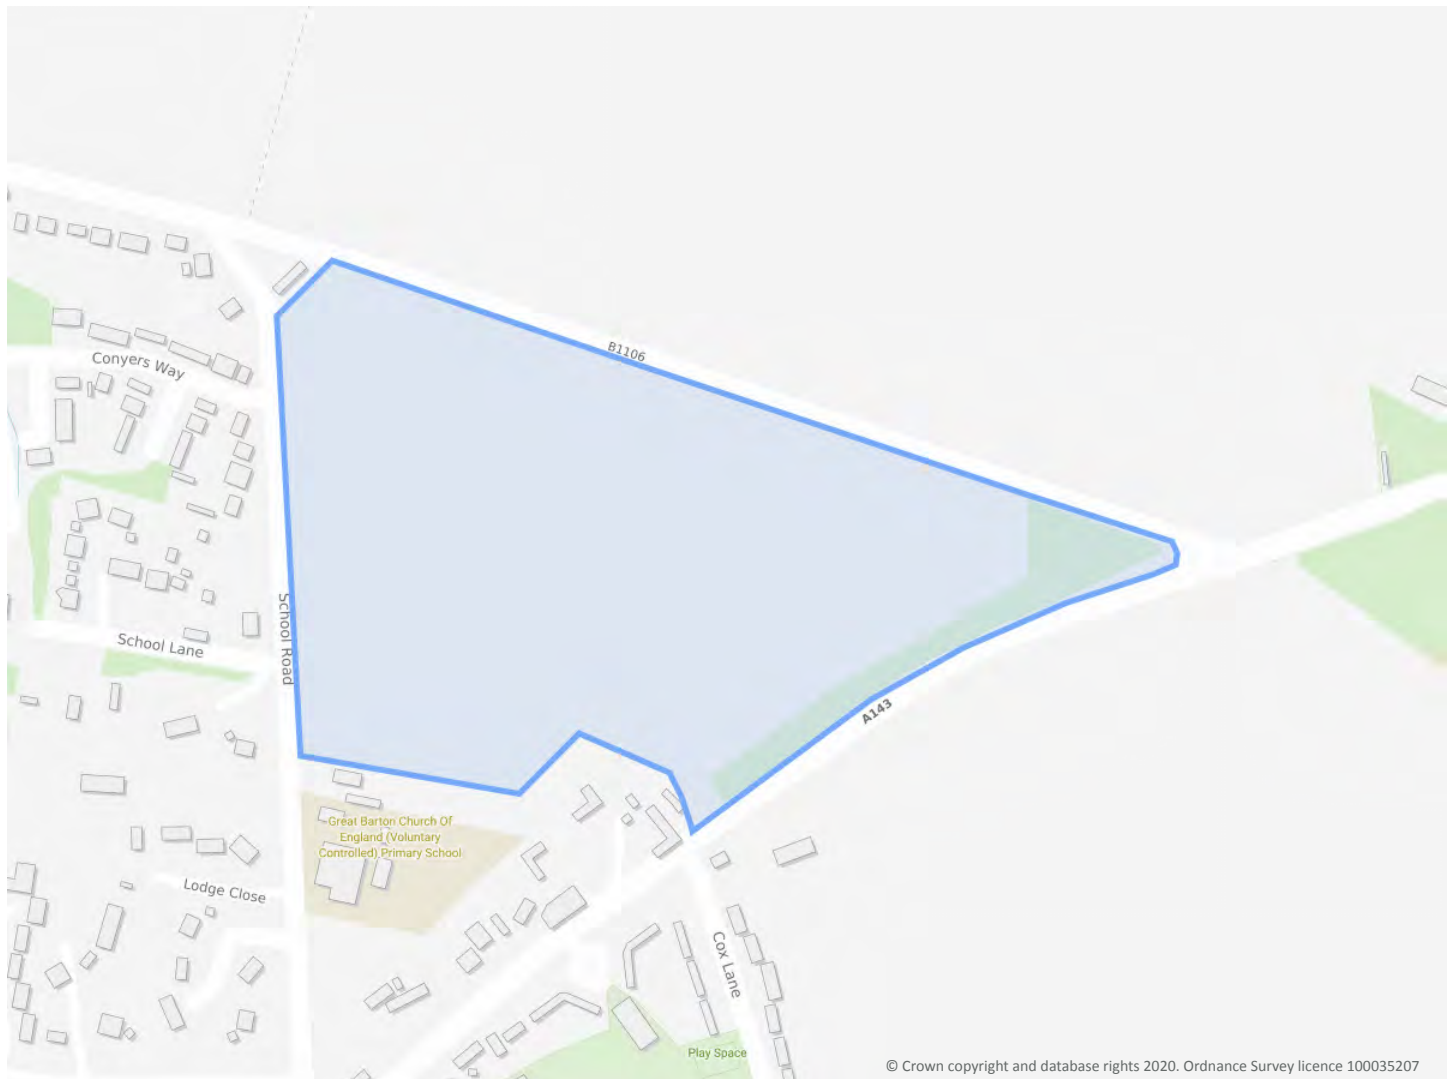 B1106
Conyers Way
School Road
School Lane
A143
Great Barton Church Of
England (Voluntary
Controlled) Primary School
Lodge Close
Cox Lane
Play Space
© Crown copyright and database rights 2020. Ordnance Survey licence 100035207